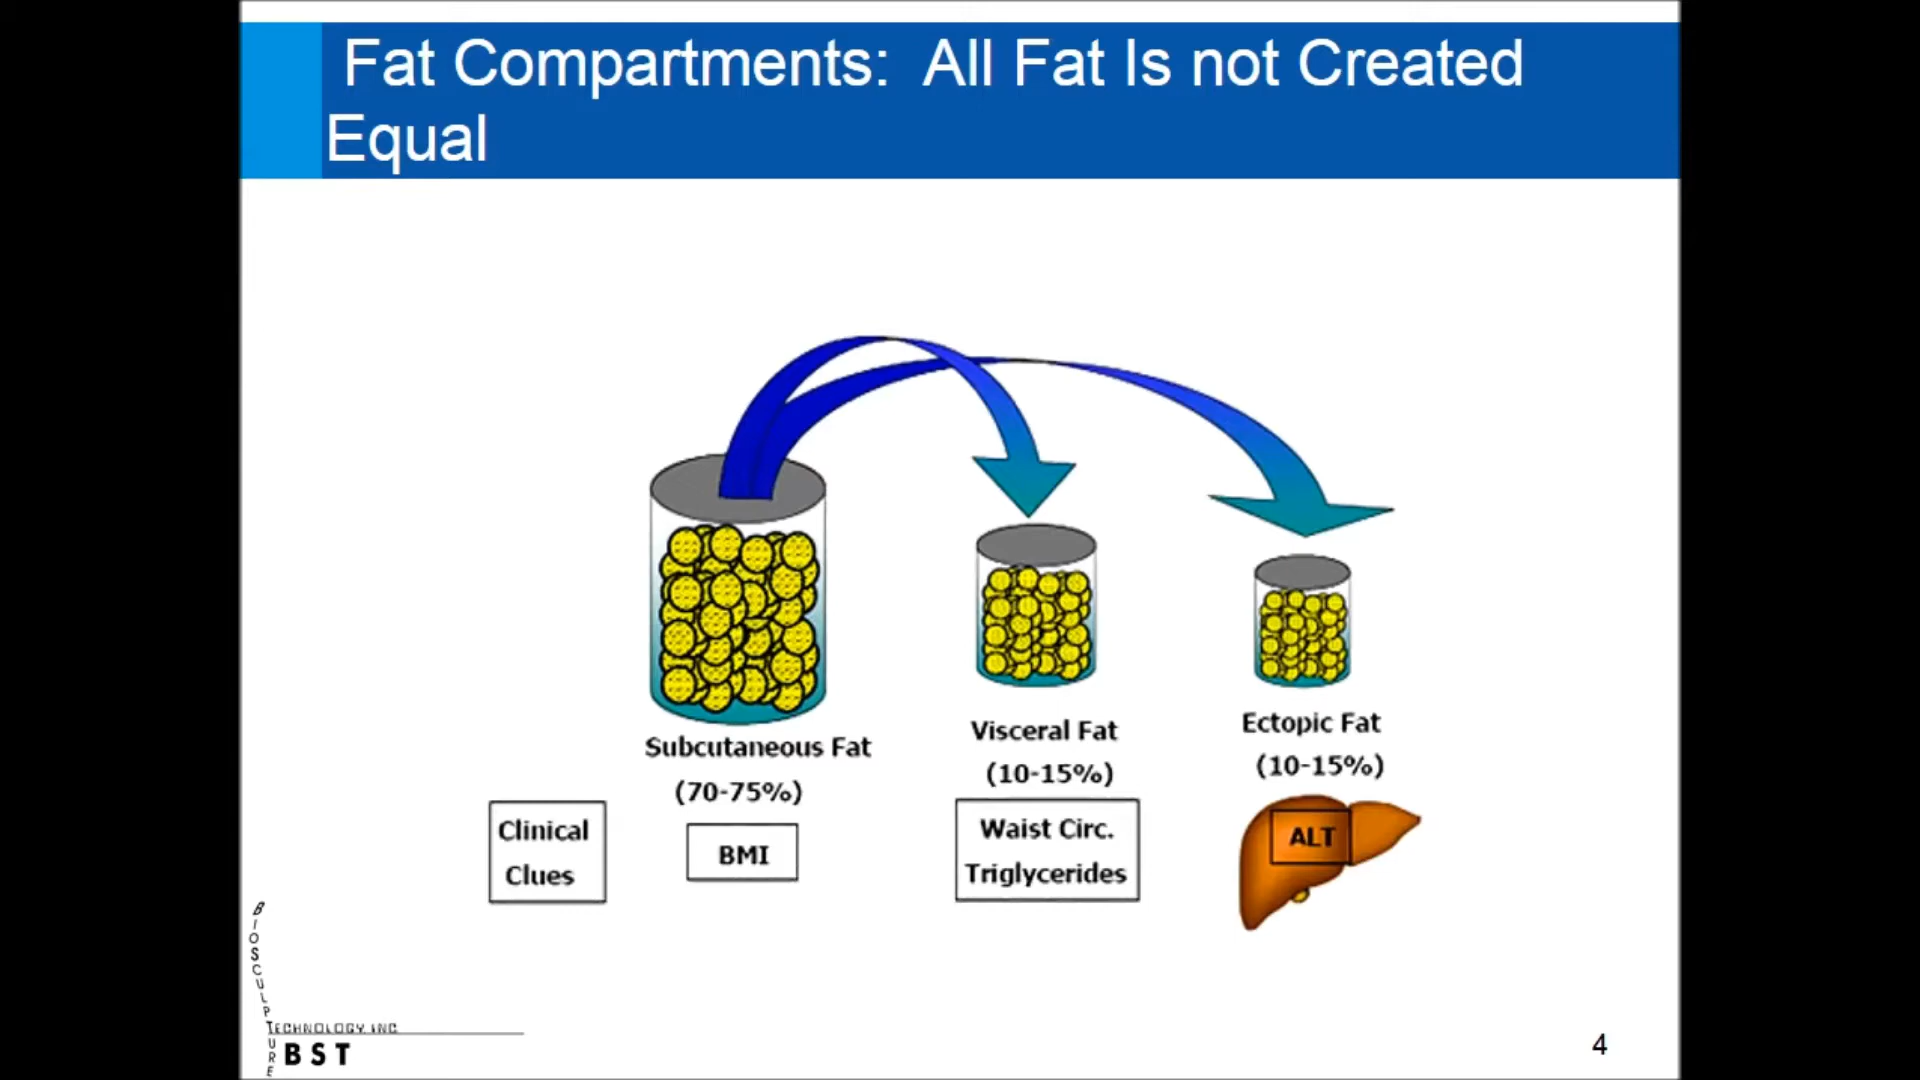 Fat Compartments:  All Fat Is not Created
Equal
Subcutaneous Fat
(70-75%)
Visceral Fat
(10-15%)
Ectopic Fat
(10-15%)
Clinical
Clues
BMI
Waist Circ.
Triglycerides
ALT
BIOSCULPTURE
TECHNOLOGY, INC.
BST
4